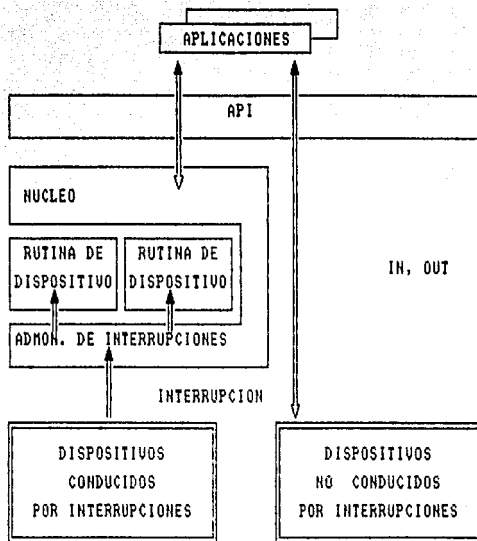 APLICACIONES
API
NUCLEO
RUTINA DE
DISPOSITIVO
RUTINA DE
DISPOSITIVO
IN, OUT
ADMON. DE INTERRUPCIONES
INTERRUPCION
DISPOSITIVOS
CONDUCIDOS
POR INTERRUPCIONES
DISPOSITIVOS
NO CONDUCIDOS
POR INTERRUPCIONES